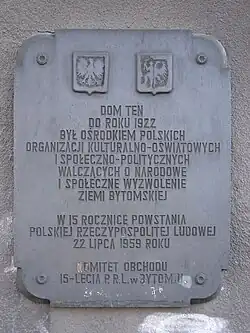 DOM TEN
DO ROKU 1922
BYŁ OŚRODKIEM POLSKICH
ORGANIZACJI KULTURALNO-OŚWIATOWYCH
I SPOŁECZNO-POLITYCZNYCH
WALCZĄCYCH O NARODOWE
I SPOŁECZNE WYZWOLENIE
ZIEMI BYTOMSKIEJ
W 15 ROCZNICĘ POWSTANIA
POLSKIEJ RZECZYPOSPOLITEJ LUDOWEJ
22 LIPCA 1959 ROKU
KOMITET OBCHODU
15-LECIA P.R.L. W BYTOMIU